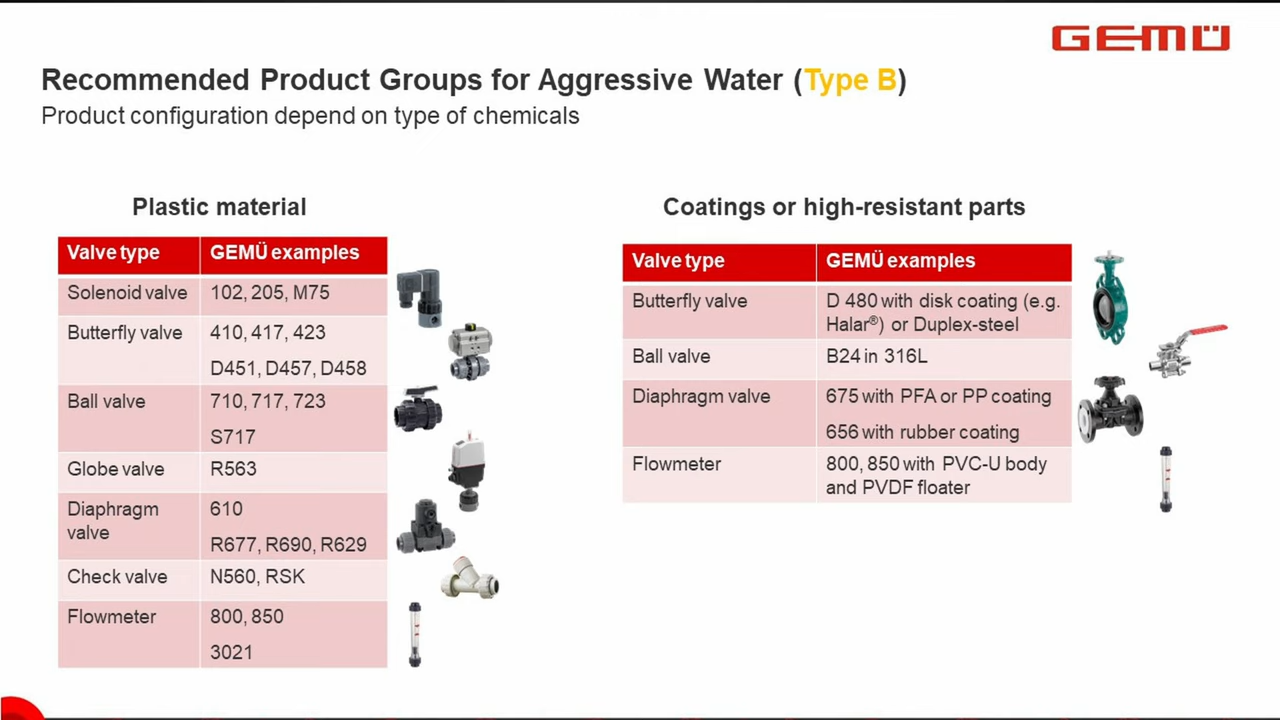 GEMÜ
Recommended Product Groups for Aggressive Water (Type B)
Product configuration depend on type of chemicals
Plastic material
Valve type GEMÜ examples
Solenoid valve 102, 205, M75
Butterfly valve 410, 417, 423
D451, D457, D458
Ball valve 710, 717, 723
S717
Globe valve R563
Diaphragm 610
valve
R677, R690, R629
Check valve N560, RSK
Flowmeter 800, 850
3021
Coatings or high-resistant parts
Valve type GEMÜ examples
Butterfly valve D 480 with disk coating (e.g.
Halar®) or Duplex-steel
Ball valve B24 in 316L
Diaphragm valve 675 with PFA or PP coating
656 with rubber coating
Flowmeter 800, 850 with PVC-U body
and PVDF floater